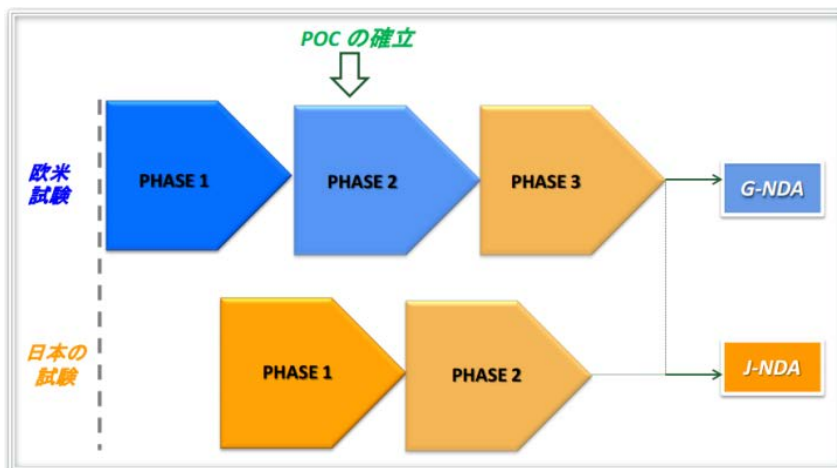 POC の確立
欧米
試験
PHASE 1
PHASE 2
PHASE 3
G-NDA
日本の
試験
PHASE 1
PHASE 2
J-NDA